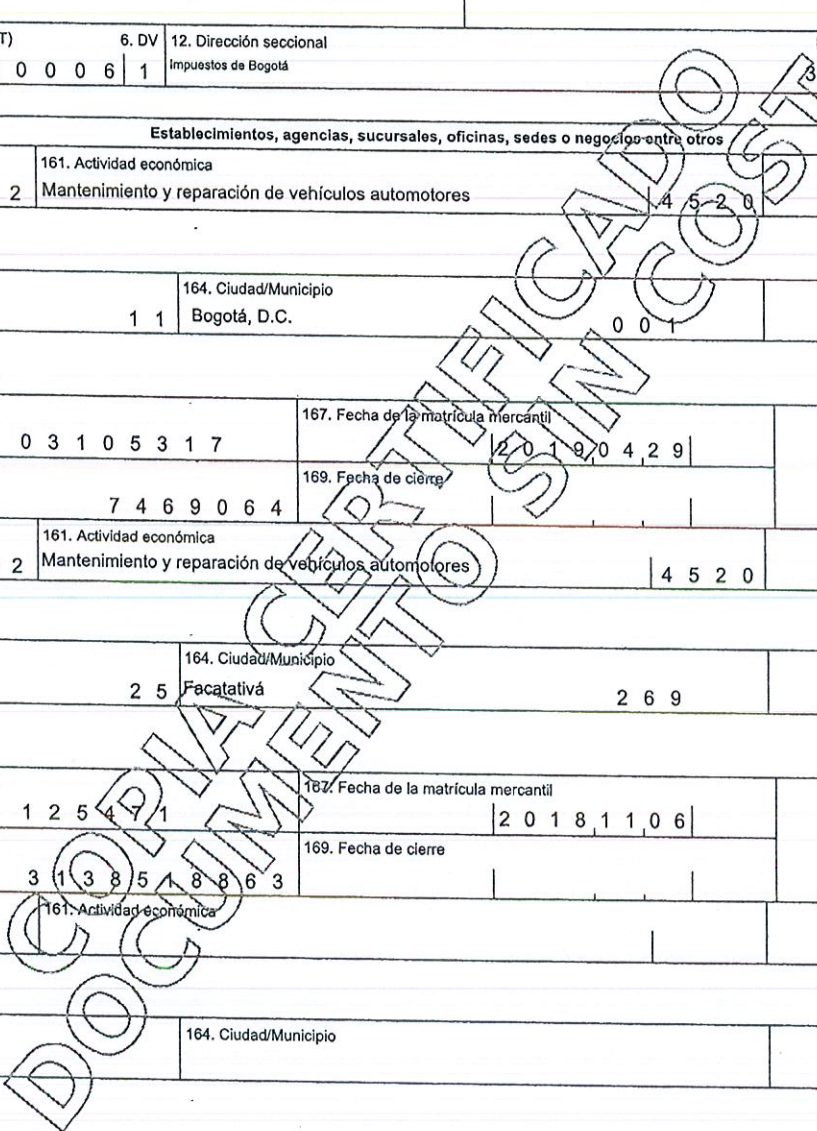 T) 6. DV 12. Dirección seccional
0 0 0 6 1 Impuestos de Bogotá 3
Establecimientos, agencias, sucursales, oficinas, sedes o negocios entre otros
161. Actividad económica
2 Mantenimiento y reparación de vehículos automotores 4 5 2 0
164. Ciudad/Municipio
1 1 Bogotá, D.C. 0 0 1
167. Fecha de la matrícula mercantil
0 3 1 0 5 3 1 7 2 0 1 9 0 4 2 9
169. Fecha de cierre
7 4 6 9 0 6 4
161. Actividad económica
2 Mantenimiento y reparación de vehículos automotores 4 5 2 0
164. Ciudad/Municipio
2 5 Facatativá 2 6 9
167. Fecha de la matrícula mercantil
1 2 5 4 7 1 2 0 1 8 1 1 0 6
169. Fecha de cierre
3 1 3 8 5 1 8 8 6 3
161. Actividad económica
164. Ciudad/Municipio
COPIA CERTIFICADO
DOCUMENTO SIN COST